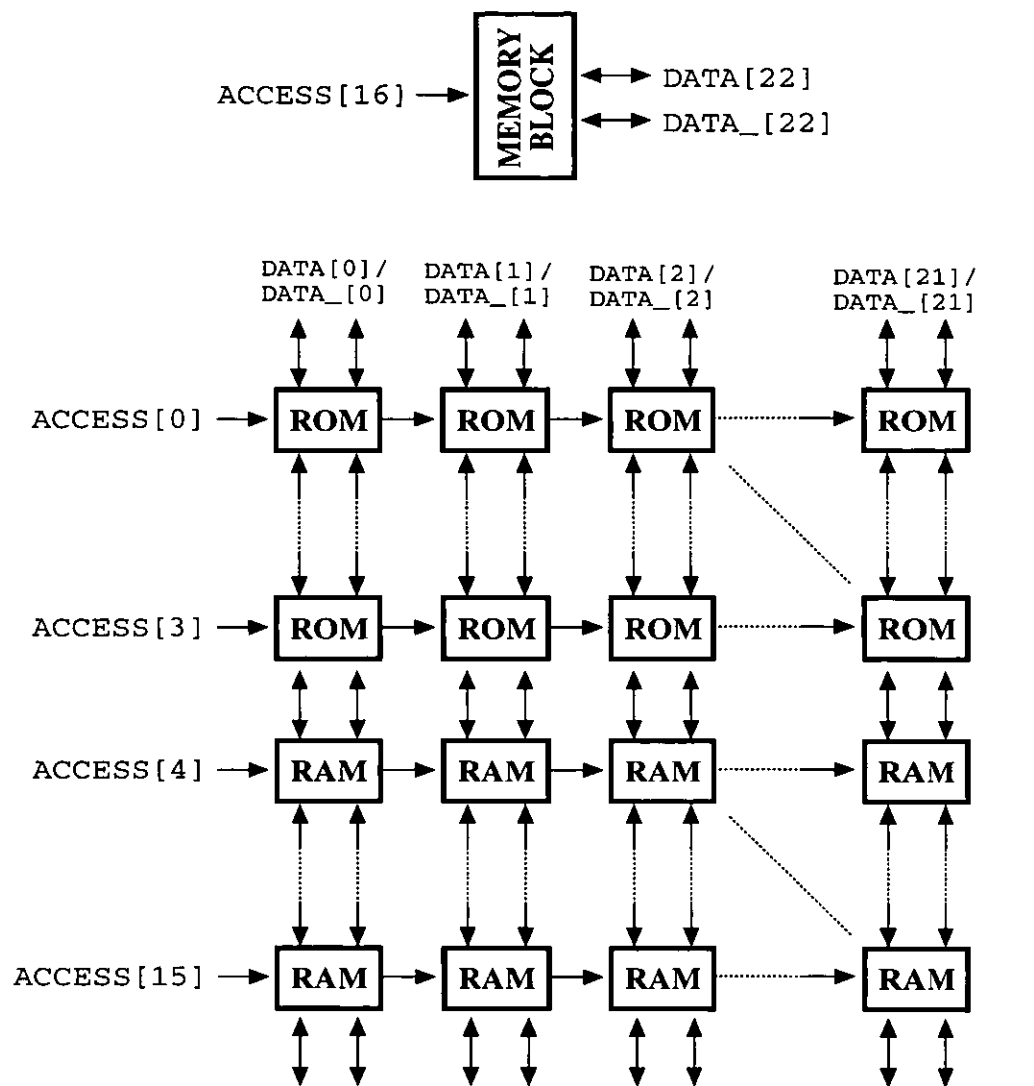 MEMORY
BLOCK
ACCESS[16]
DATA[22]
DATA_[22]
DATA[0]/
DATA_[0]
DATA[1]/
DATA_[1]
DATA[2]/
DATA_[2]
DATA[21]/
DATA_[21]
ACCESS[0] ROM ROM ROM ROM
ACCESS[3] ROM ROM ROM ROM
ACCESS[4] RAM RAM RAM RAM
ACCESS[15] RAM RAM RAM RAM